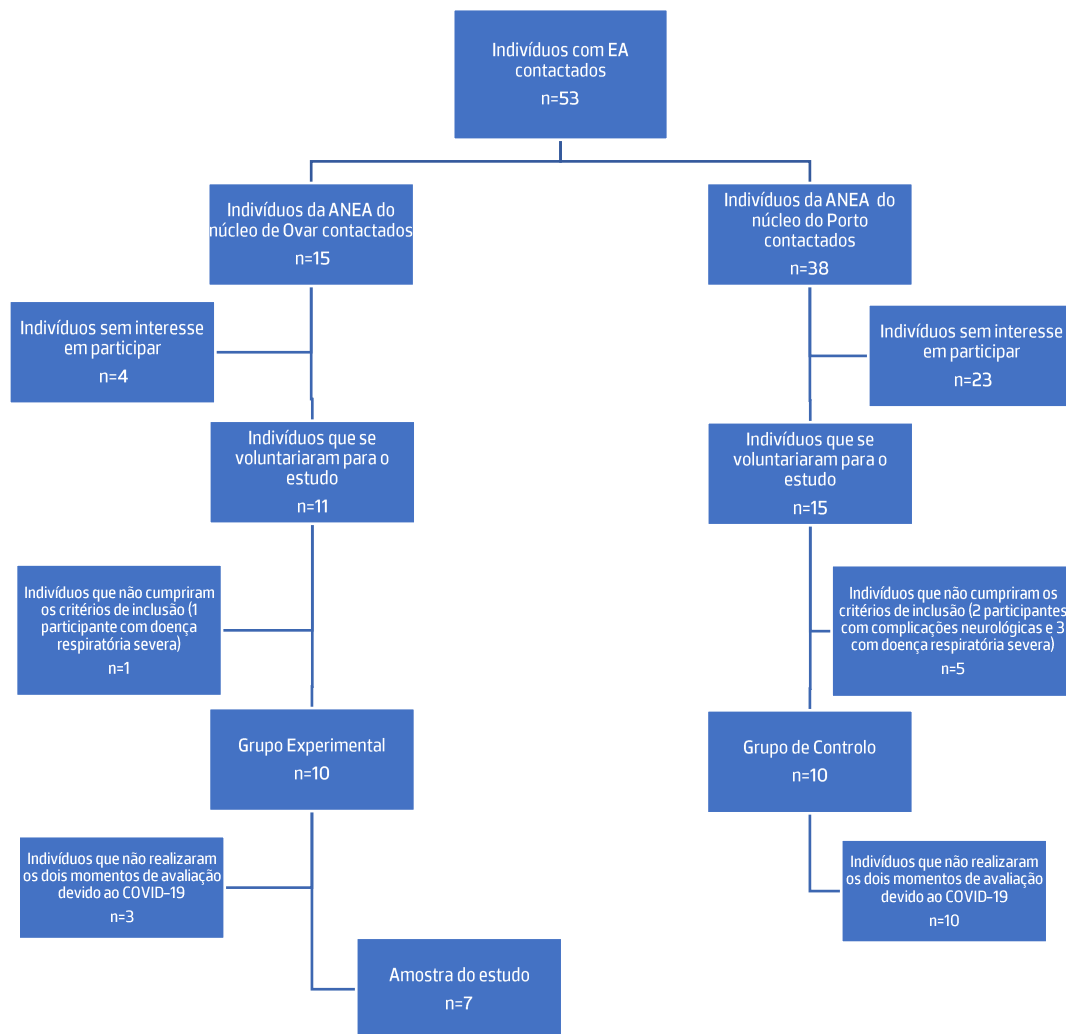 Indivíduos com EA
contactados
n=53
Indivíduos da ANEA do
núcleo de Ovar contactados
n=15
Indivíduos da ANEA do
núcleo do Porto
contactados
n=38
Indivíduos sem interesse
em participar
n=4
Indivíduos sem interesse
em participar
n=23
Indivíduos que se
voluntariaram para o
estudo
n=11
Indivíduos que se
voluntariaram para o
estudo
n=15
Indivíduos que não cumpriram
os critérios de inclusão (1
participante com doença
respiratória severa)
n=1
Indivíduos que não cumpriram os
critérios de inclusão (2 participantes
com complicações neurológicas e 3
com doença respiratória severa)
n=5
Grupo Experimental
n=10
Grupo de Controlo
n=10
Indivíduos que não realizaram
os dois momentos de avaliação
devido ao COVID-19
n=3
Indivíduos que não realizaram
os dois momentos de avaliação
devido ao COVID-19
n=10
Amostra do estudo
n=7